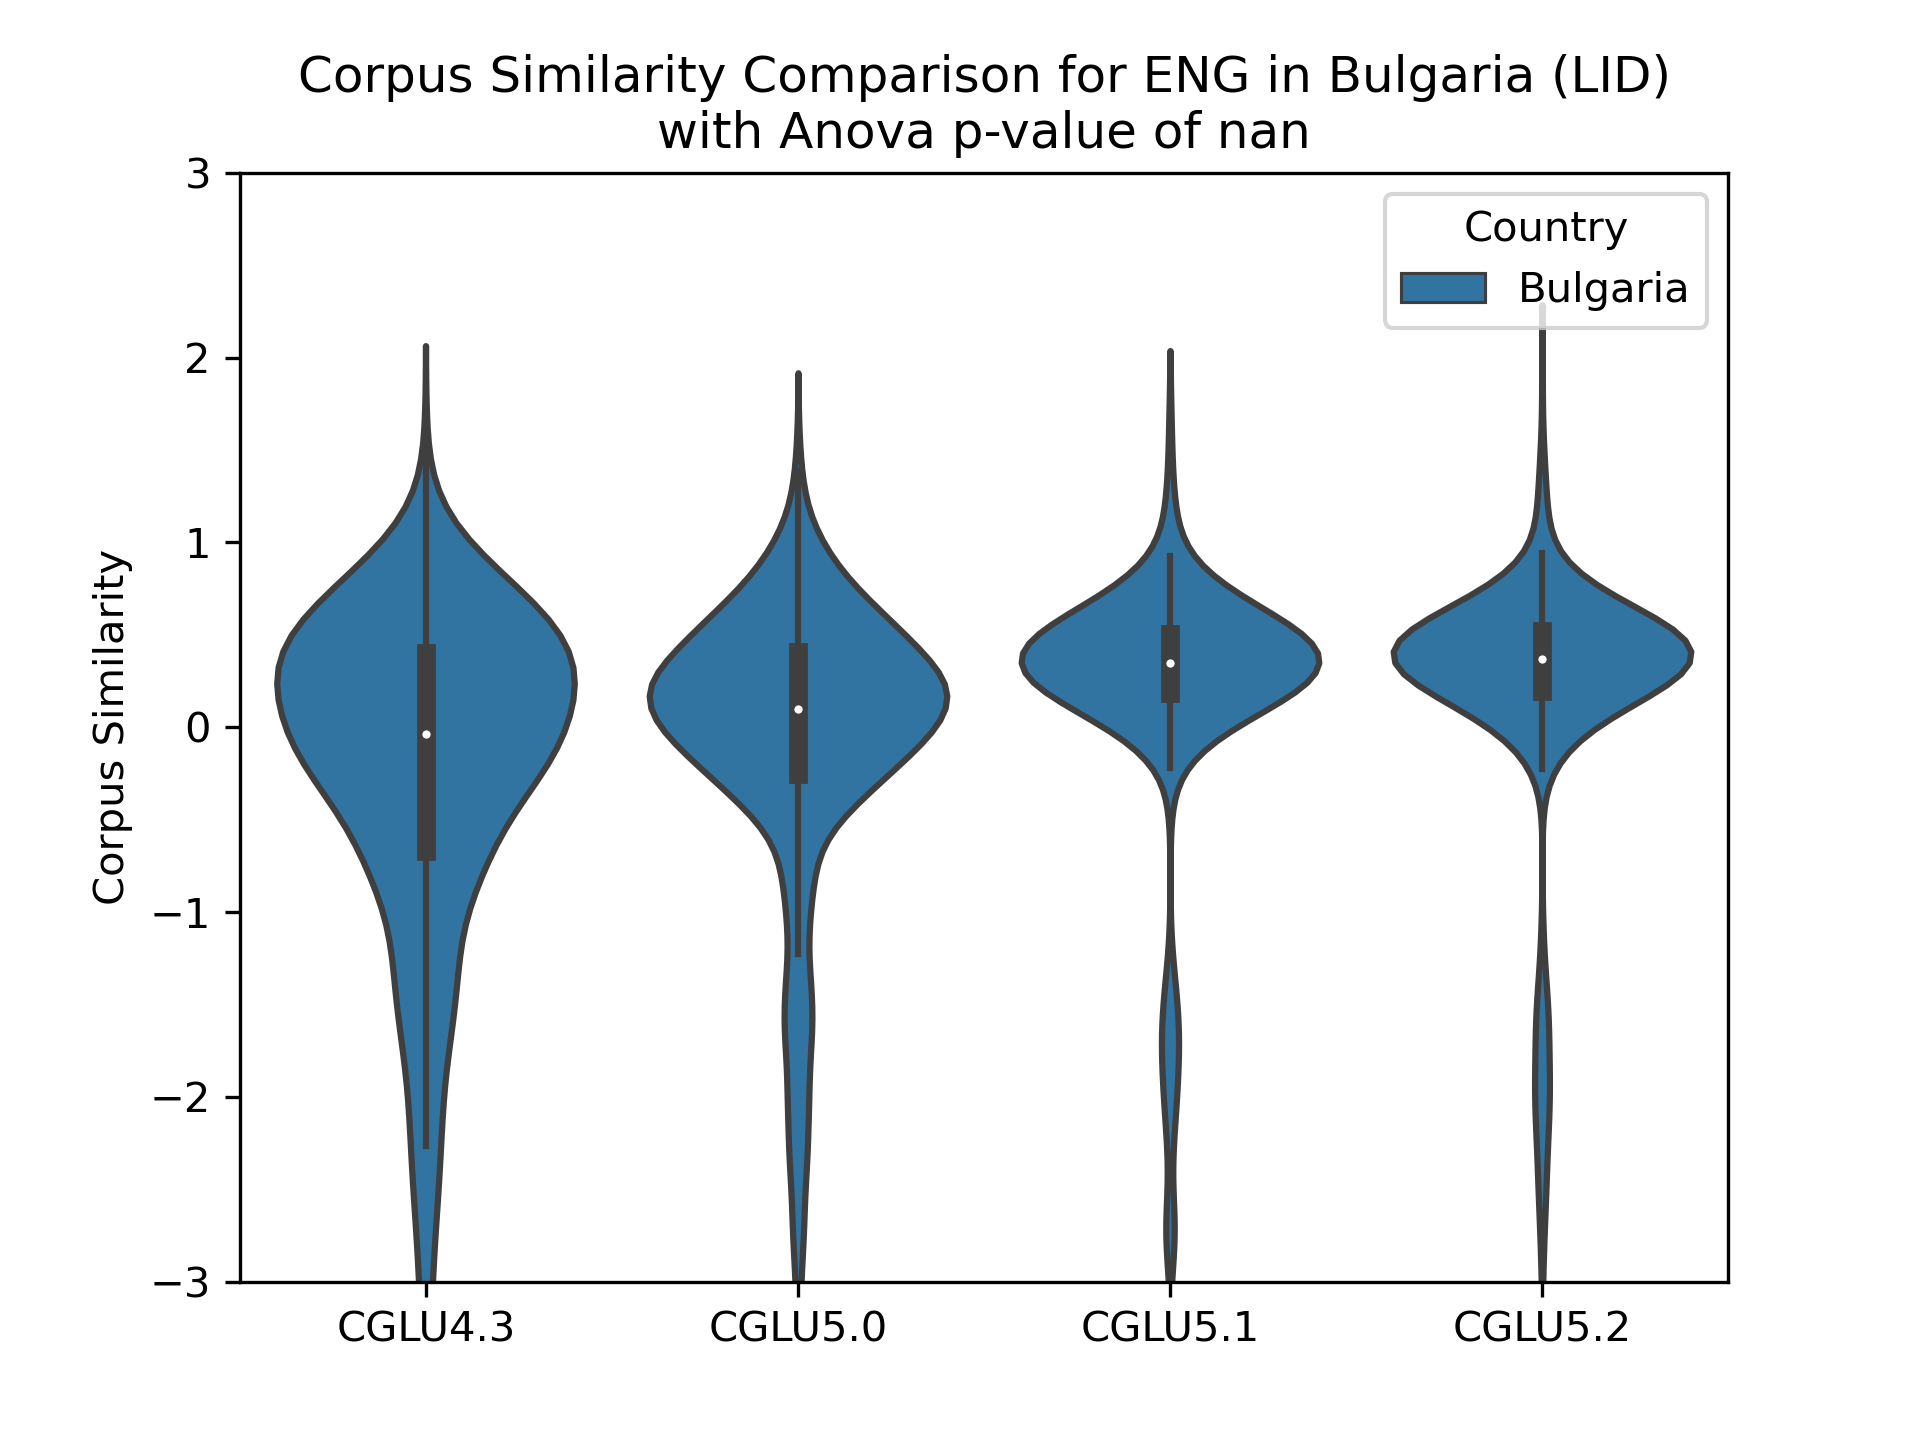 Corpus Similarity Comparison for ENG in Bulgaria (LID)
with Anova p-value of nan
Country
Bulgaria
Corpus Similarity
3
2
1
0
−1
−2
−3
CGLU4.3
CGLU5.0
CGLU5.1
CGLU5.2